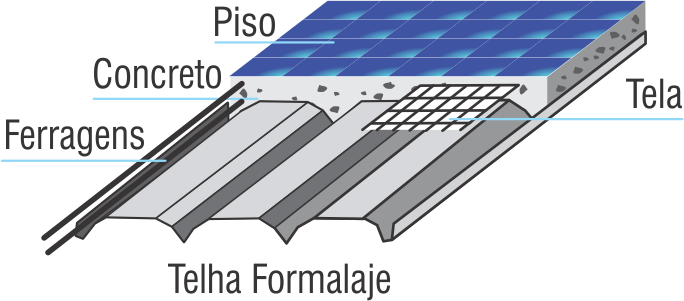 Piso
Concreto
Tela
Ferragens
Telha Formalaje